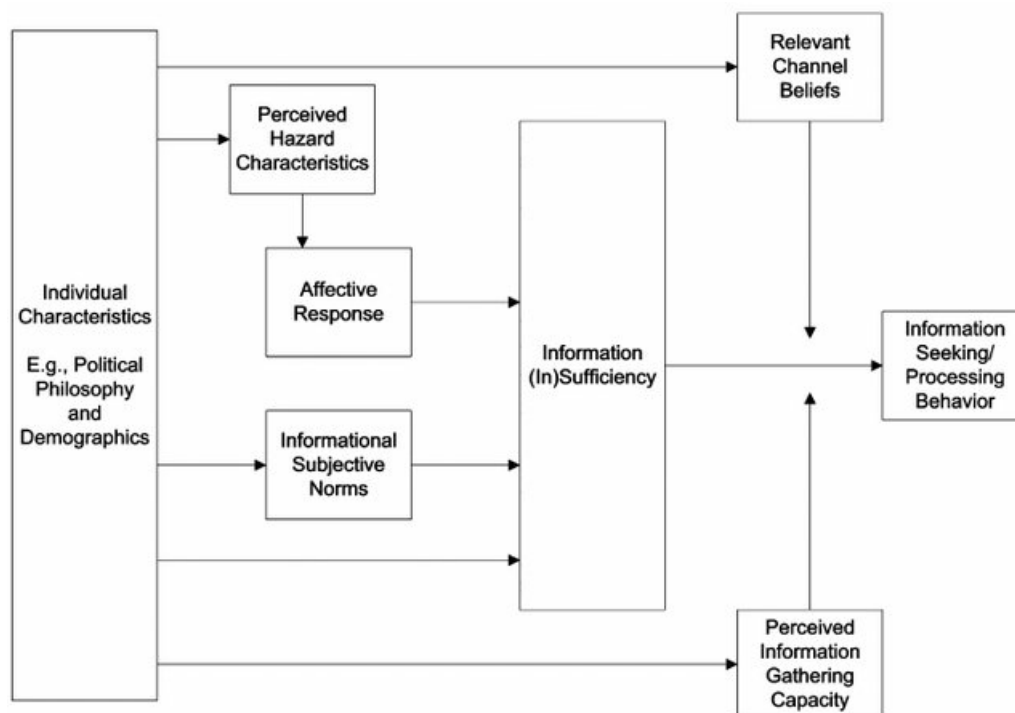 Individual
Characteristics
E.g., Political
Philosophy
and
Demographics
Perceived
Hazard
Characteristics
Affective
Response
Informational
Subjective
Norms
Information
(In)Sufficiency
Relevant
Channel
Beliefs
Information
Seeking/
Processing
Behavior
Perceived
Information
Gathering
Capacity